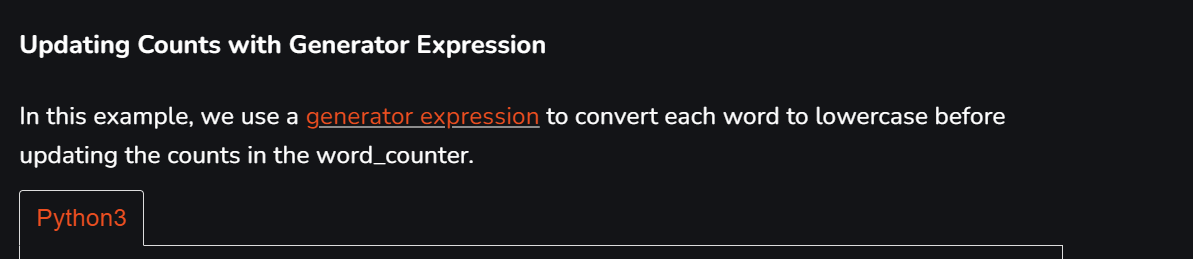 Updating Counts with Generator Expression
In this example, we use a generator expression to convert each word to lowercase before
updating the counts in the word_counter.
Python3